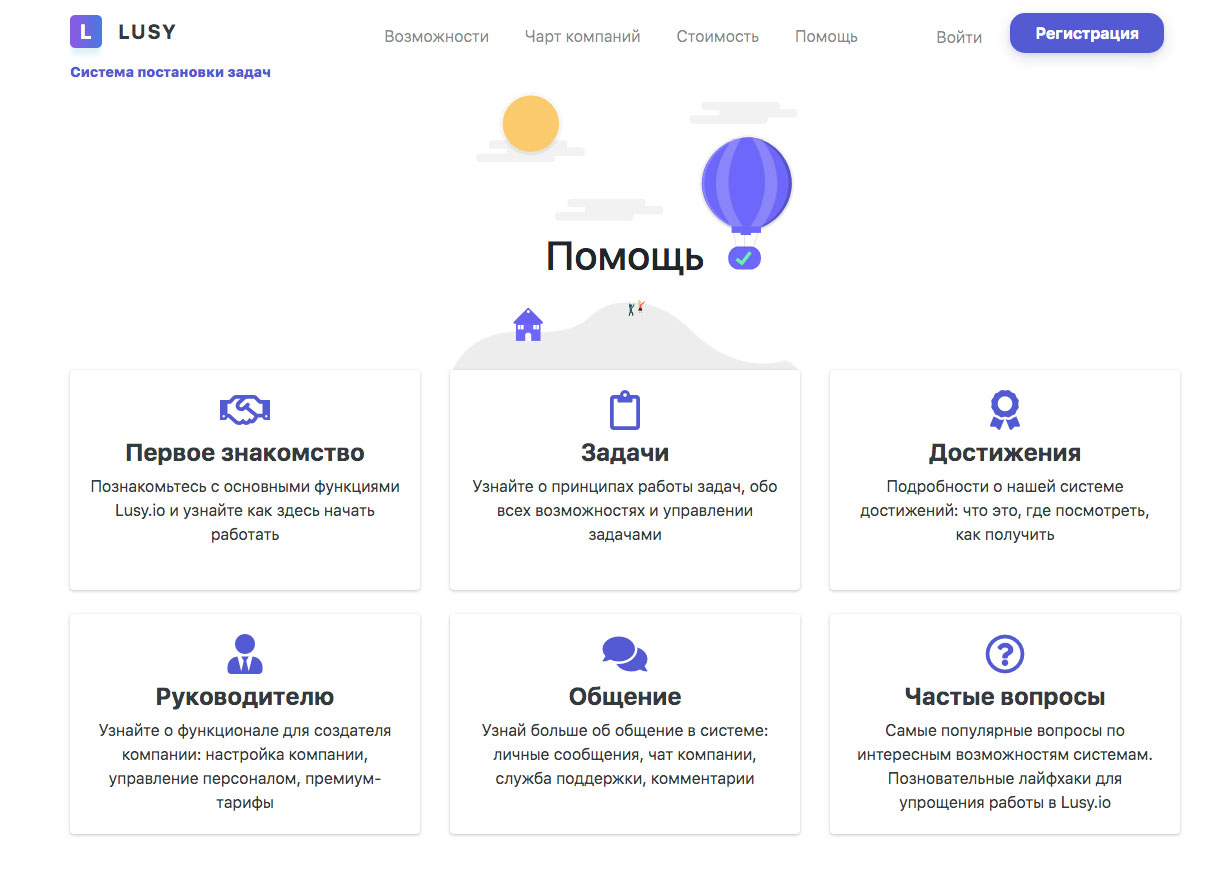 L LUSY
Система постановки задач
Возможности Чарт компаний Стоимость Помощь Войти Регистрация
Помощь
Первое знакомство
Познакомьтесь с основными функциями
Lusy.io и узнайте как здесь начать
работать
Задачи
Узнайте о принципах работы задач, обо
всех возможностях и управлении
задачами
Достижения
Подробности о нашей системе
достижений: что это, где посмотреть,
как получить
Руководителю
Узнайте о функционале для создателя
компании: настройка компании,
управление персоналом, премиум-
тарифы
Общение
Узнай больше об общение в системе:
личные сообщения, чат компании,
служба поддержки, комментарии
Частые вопросы
Самые популярные вопросы по
интересным возможностям системам.
Позновательные лайфхаки для
упрощения работы в Lusy.io